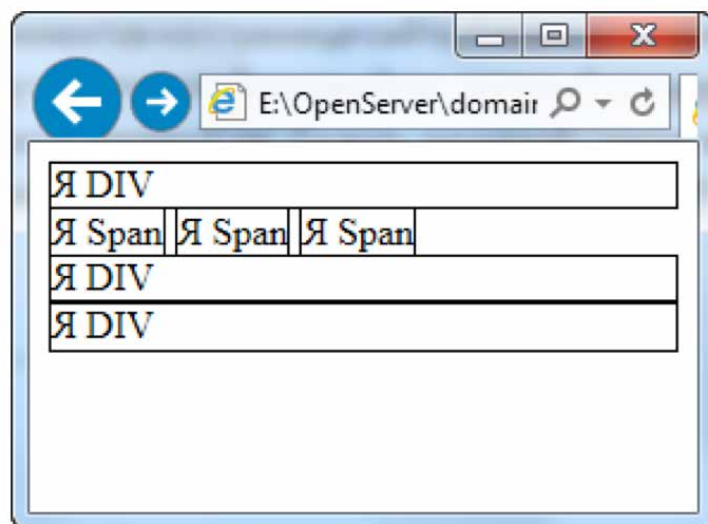 E:\OpenServer\domair
Я DIV
Я Span Я Span Я Span
Я DIV
Я DIV